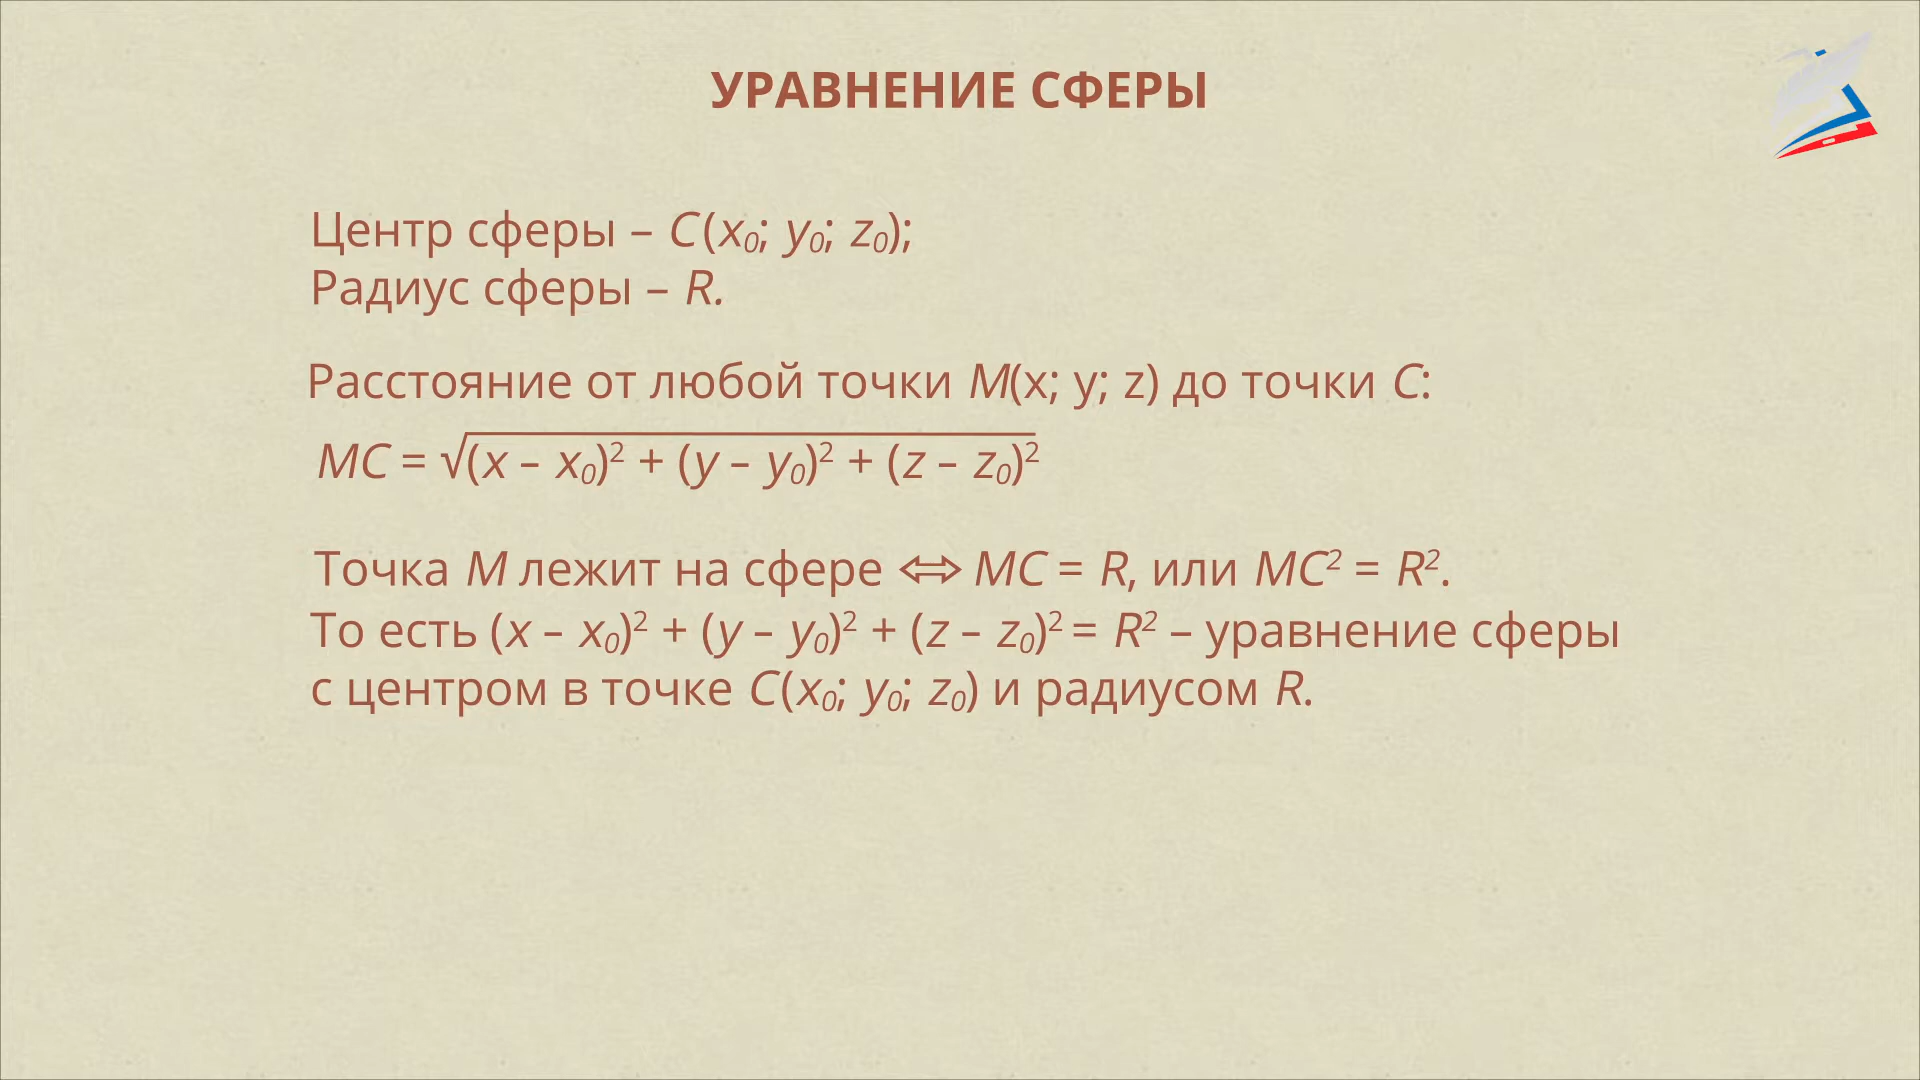 УРАВНЕНИЕ СФЕРЫ
Центр сферы – C(x₀; y₀; z₀);
Радиус сферы – R.
Расстояние от любой точки M(x; y; z) до точки C:
MC = √(x – x₀)² + (y – y₀)² + (z – z₀)²
Точка M лежит на сфере ⇔ MC = R, или MC² = R².
То есть (x – x₀)² + (y – y₀)² + (z – z₀)² = R² – уравнение сферы
с центром в точке C(x₀; y₀; z₀) и радиусом R.